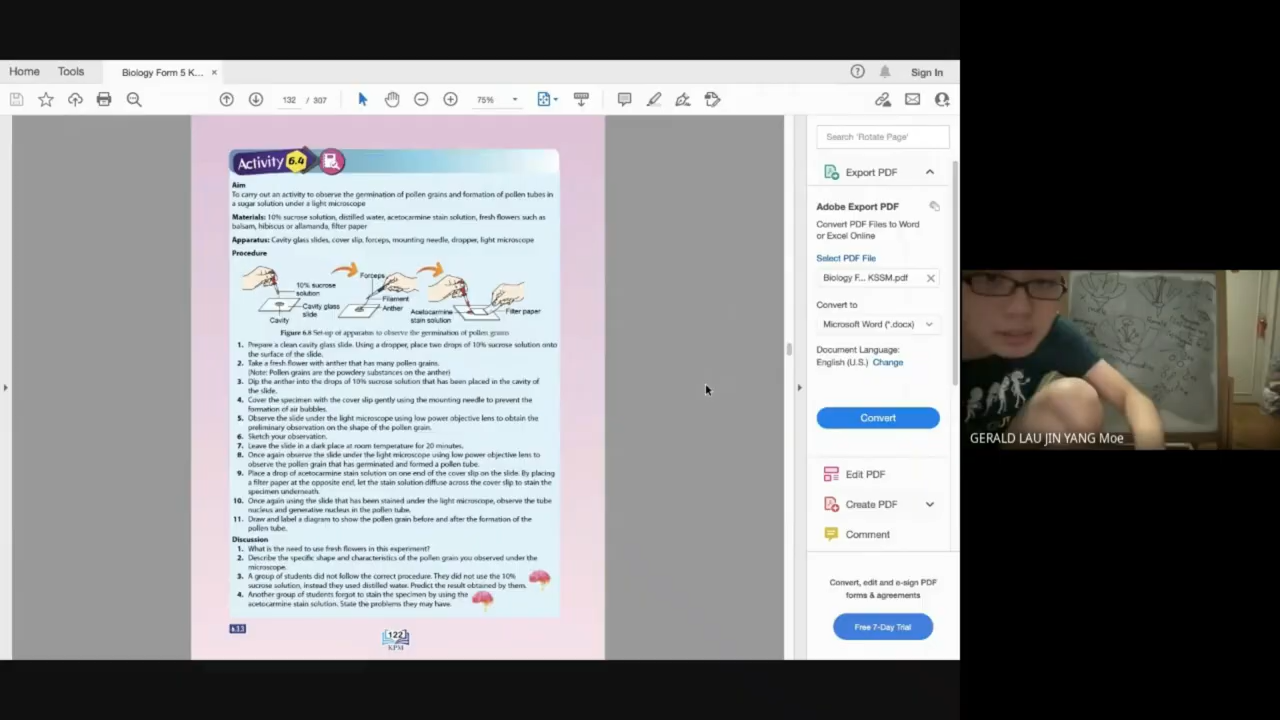 Home
Tools
Biology Form 5 K...
×
Sign In
132 / 307
75%
Search 'Rotate Page'
Export PDF
Adobe Export PDF
Convert PDF Files to Word
or Excel Online
Select PDF File
Biology F... KSSM.pdf
Convert to
Microsoft Word (*.docx)
Document Language:
English (U.S.) Change
Convert
Edit PDF
Create PDF
Comment
Convert, edit and e-sign PDF
forms & agreements
Free 7-Day Trial
Activity 6.4
Aim
To carry out an activity to observe the germination of pollen grains and formation of pollen tubes in
a sugar solution under a light microscope
Materials: 10% sucrose solution, distilled water, acetocarmine stain solution, fresh flowers such as
balsam, hibiscus or allamanda, filter paper
Apparatus: Cavity glass slides, cover slip, forceps, mounting needle, dropper, light microscope
Procedure
10% sucrose
solution
Cavity glass
slide
Cavity
Forceps
Filament
Anther
Acetocarmine
stain solution
Filter paper
Figure 6.8 Set-up of apparatus to observe the germination of pollen grains
1. Prepare a clean cavity glass slide. Using a dropper, place two drops of 10% sucrose solution onto
the surface of the slide.
2. Take a fresh flower with anther that has many pollen grains.
(Note: Pollen grains are the powdery substances on the anther)
3. Dip the anther into the drops of 10% sucrose solution that has been placed in the cavity of
the slide.
4. Cover the specimen with the cover slip gently using the mounting needle to prevent the
formation of air bubbles.
5. Observe the slide under the light microscope using low power objective lens to obtain the
preliminary observation on the shape of the pollen grain.
6. Sketch your observation.
7. Leave the slide in a dark place at room temperature for 20 minutes.
8. Once again observe the slide under the light microscope using low power objective lens to
observe the pollen grain that has germinated and formed a pollen tube.
9. Place a drop of acetocarmine stain solution on one end of the cover slip on the slide. By placing
a filter paper at the opposite end, let the stain solution diffuse across the cover slip to stain the
specimen underneath.
10. Once again using the slide that has been stained under the light microscope, observe the tube
nucleus and generative nucleus in the pollen tube.
11. Draw and label a diagram to show the pollen grain before and after the formation of the
pollen tube.
Discussion
1. What is the need to use fresh flowers in this experiment?
2. Describe the specific shape and characteristics of the pollen grain you observed under the
microscope.
3. A group of students did not follow the correct procedure. They did not use the 10%
sucrose solution, instead they used distilled water. Predict the result obtained by them.
4. Another group of students forgot to stain the specimen by using the
acetocarmine stain solution. State the problems they may have.
122
KPM
GERALD LAU JIN YANG Moe